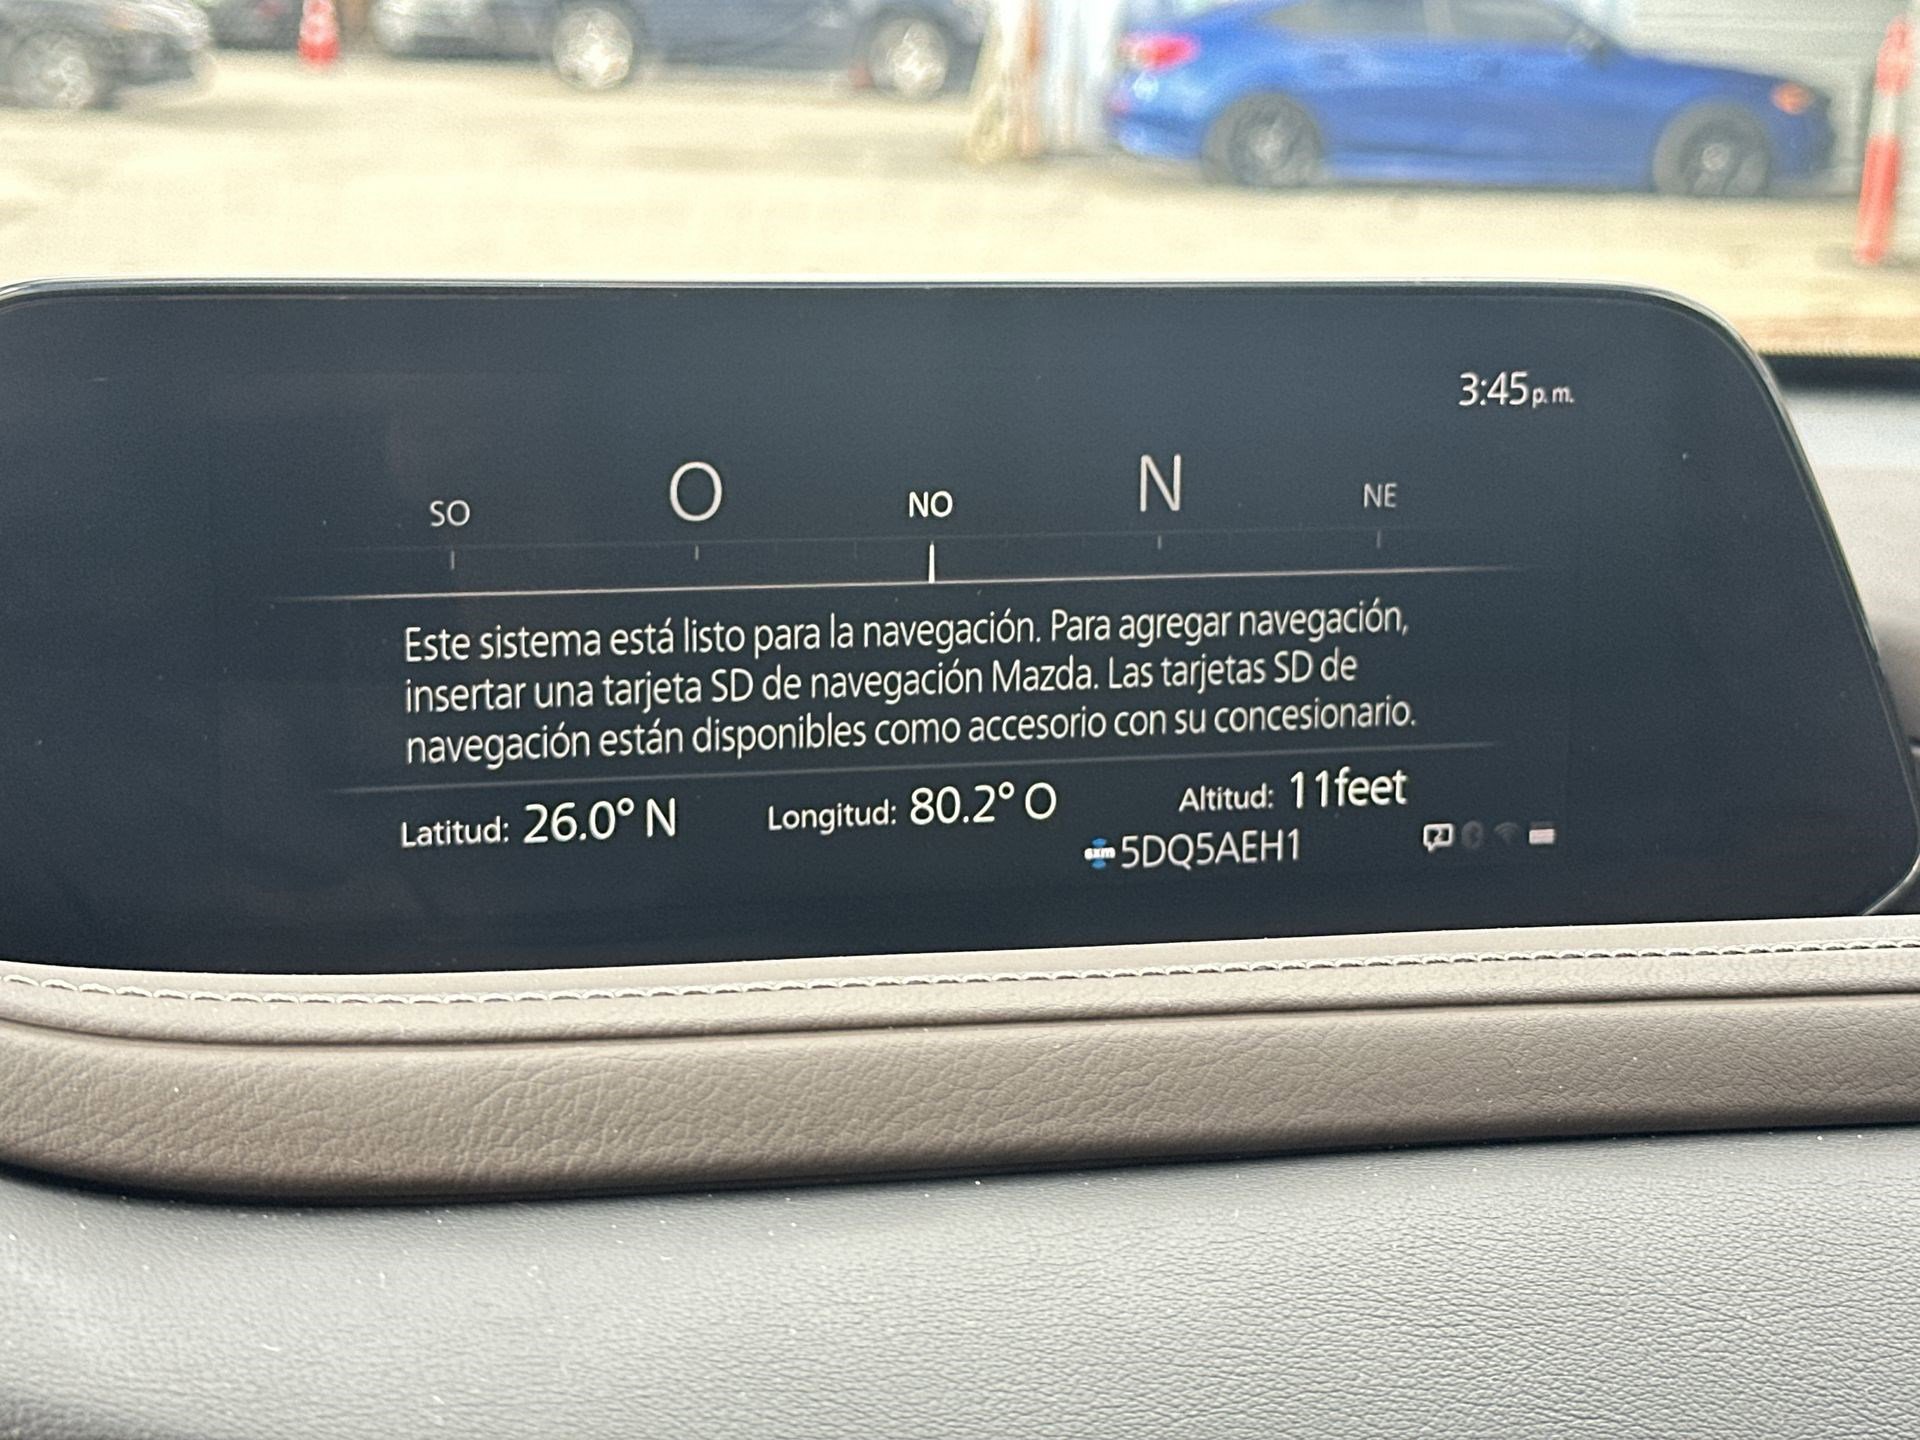 3:45 p. m.
SO O NO N NE
Este sistema está listo para la navegación. Para agregar navegación,
insertar una tarjeta SD de navegación Mazda. Las tarjetas SD de
navegación están disponibles como accesorio con su concesionario.
Latitud: 26.0° N Longitud: 80.2° O Altitud: 11feet
sxm 5DQ5AEH1